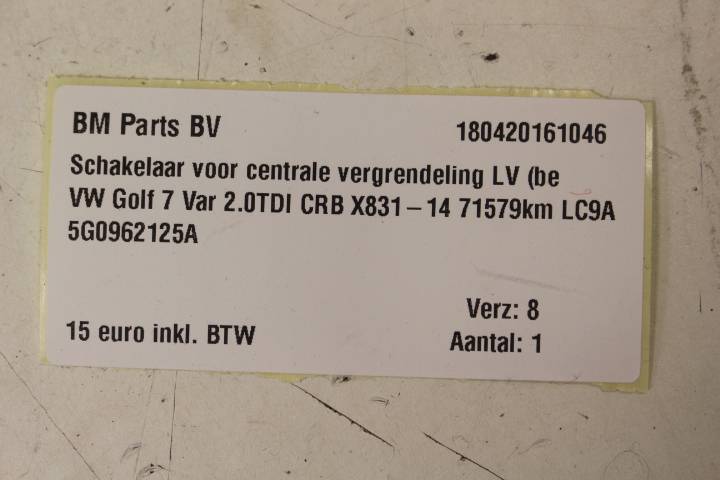 BM Parts BV 180420161046
Schakelaar voor centrale vergrendeling LV (be
VW Golf 7 Var 2.0TDI CRB X831-14 71579km LC9A
5G0962125A
Verz: 8
15 euro inkl. BTW
Aantal: 1